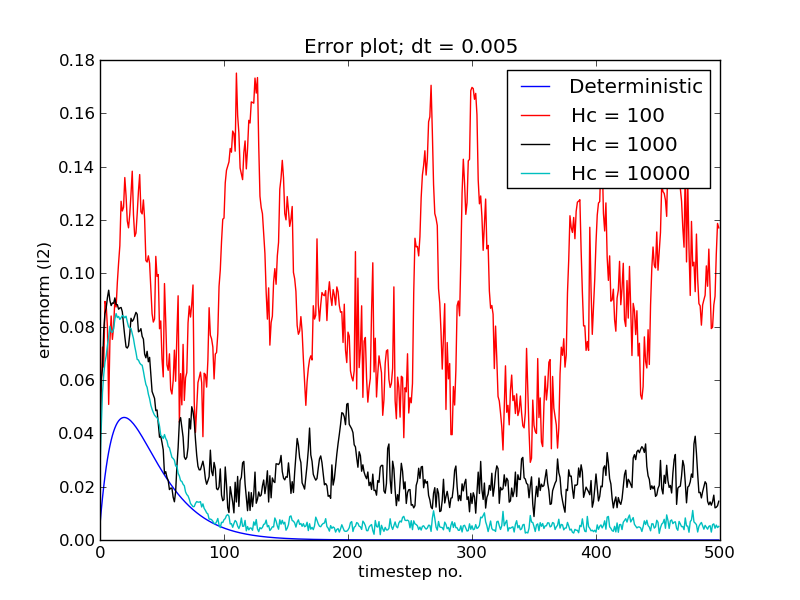 Error plot; dt = 0.005
errornorm (l2)
0.18
0.16
0.14
0.12
0.10
0.08
0.06
0.04
0.02
0.00
Deterministic
Hc = 100
Hc = 1000
Hc = 10000
0 100 200 300 400 500
timestep no.